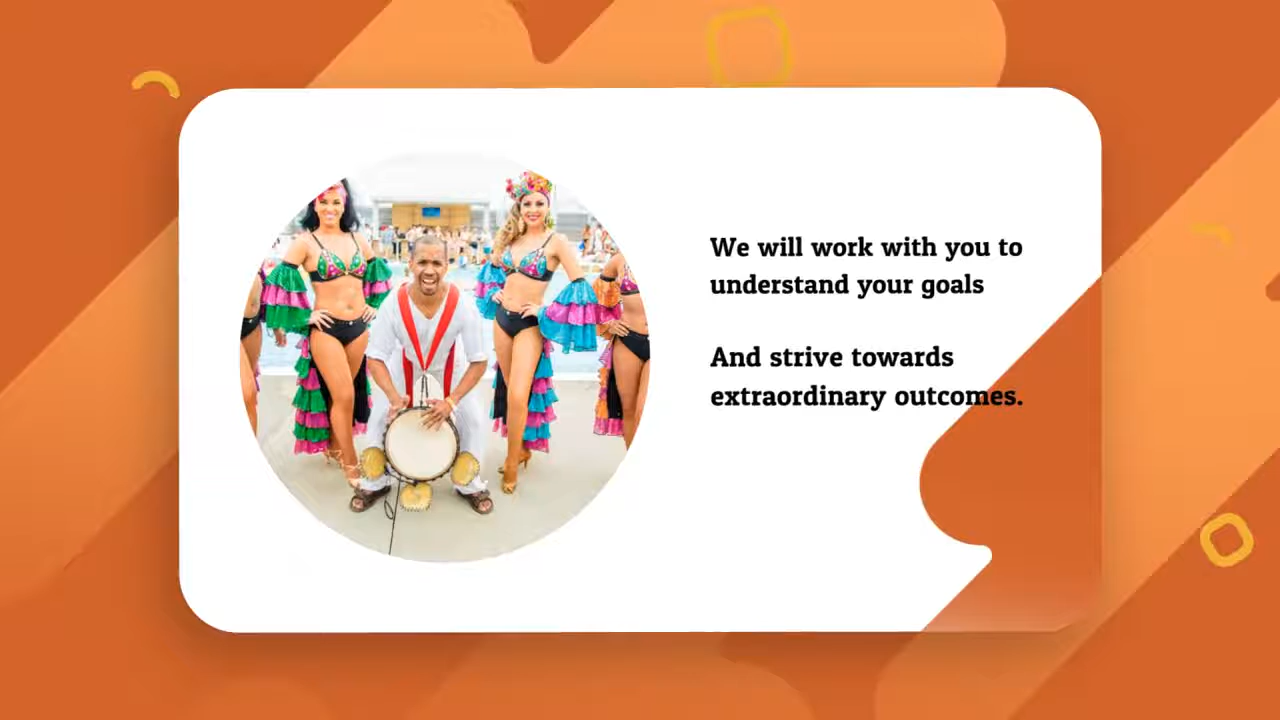 We will work with you to
understand your goals
And strive towards
extraordinary outcomes.